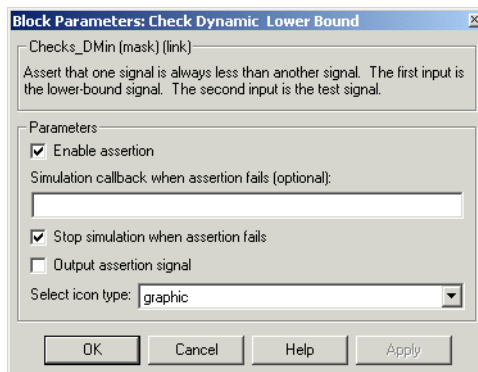 Block Parameters: Check Dynamic Lower Bound
Checks_DMin (mask) (link)
Assert that one signal is always less than another signal. The first input is
the lower-bound signal. The second input is the test signal.
Parameters
Enable assertion
Simulation callback when assertion fails (optional):
Stop simulation when assertion fails
Output assertion signal
Select icon type: graphic
OK Cancel Help Apply